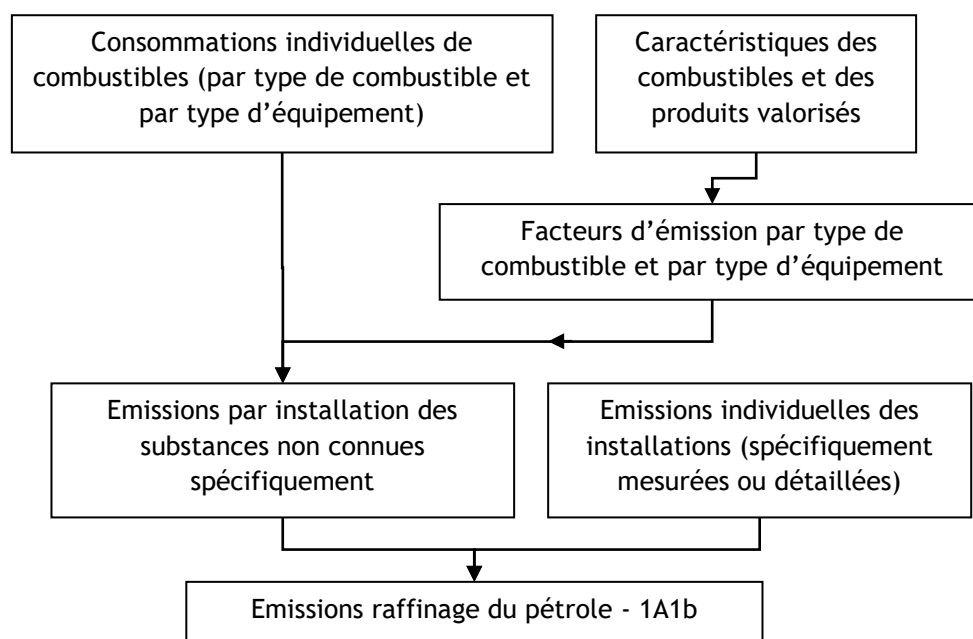 Consommations individuelles de
combustibles (par type de combustible et
par type d’équipement)
Caractéristiques des
combustibles et des
produits valorisés
Facteurs d’émission par type de
combustible et par type d’équipement
Emissions par installation des
substances non connues
spécifiquement
Emissions individuelles des
installations (spécifiquement
mesurées ou détaillées)
Emissions raffinage du pétrole - 1A1b